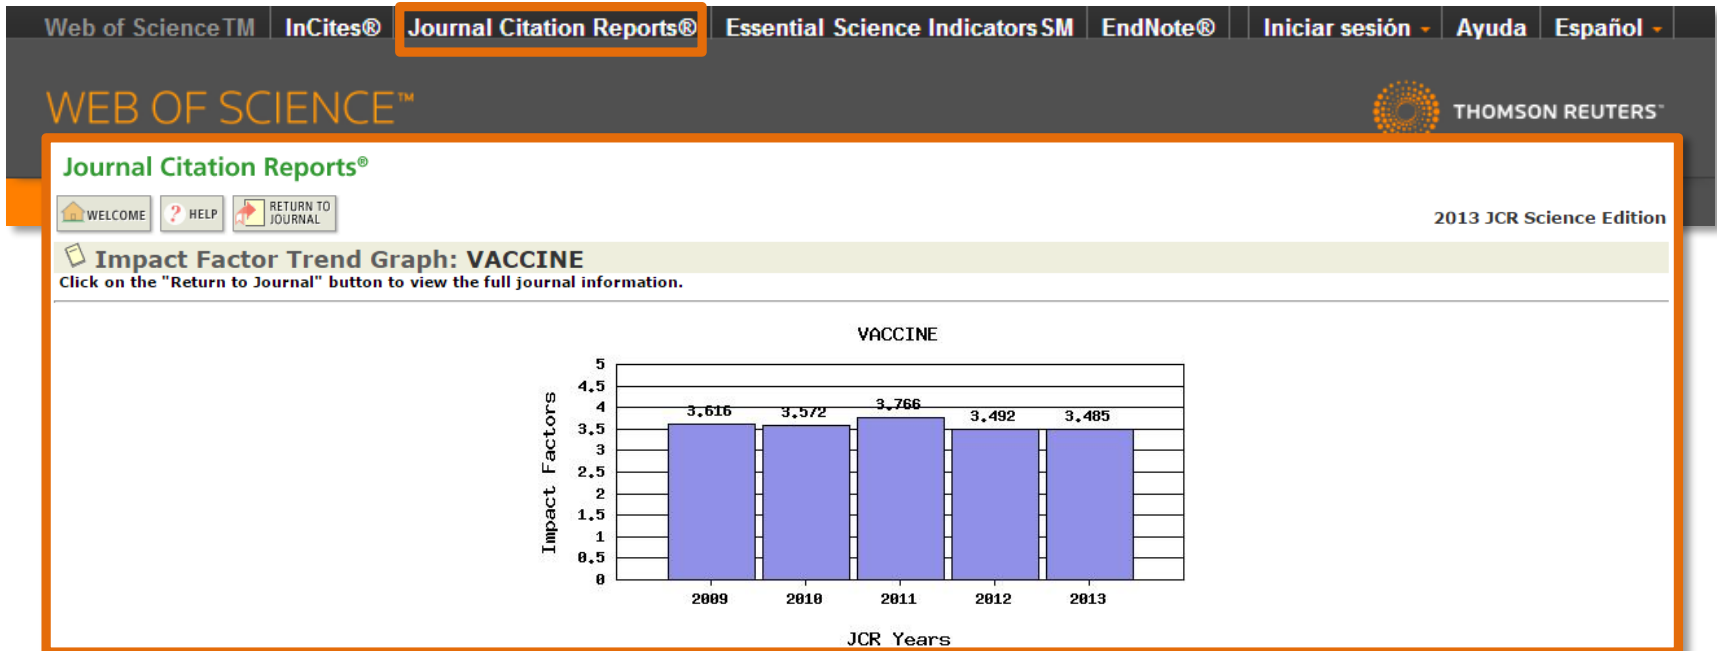 Web of Science TM InCites® Journal Citation Reports® Essential Science Indicators SM EndNote® Iniciar sesión Ayuda Español
WEB OF SCIENCE™
THOMSON REUTERS™
Journal Citation Reports®
WELCOME ? HELP RETURN TO JOURNAL
2013 JCR Science Edition
Impact Factor Trend Graph: VACCINE
Click on the "Return to Journal" button to view the full journal information.
VACCINE
5
4.5
4
3.5
3
2.5
2
1.5
1
0.5
0
Impact Factors
3.616 3.572 3.766 3.492 3.485
2009 2010 2011 2012 2013
JCR Years